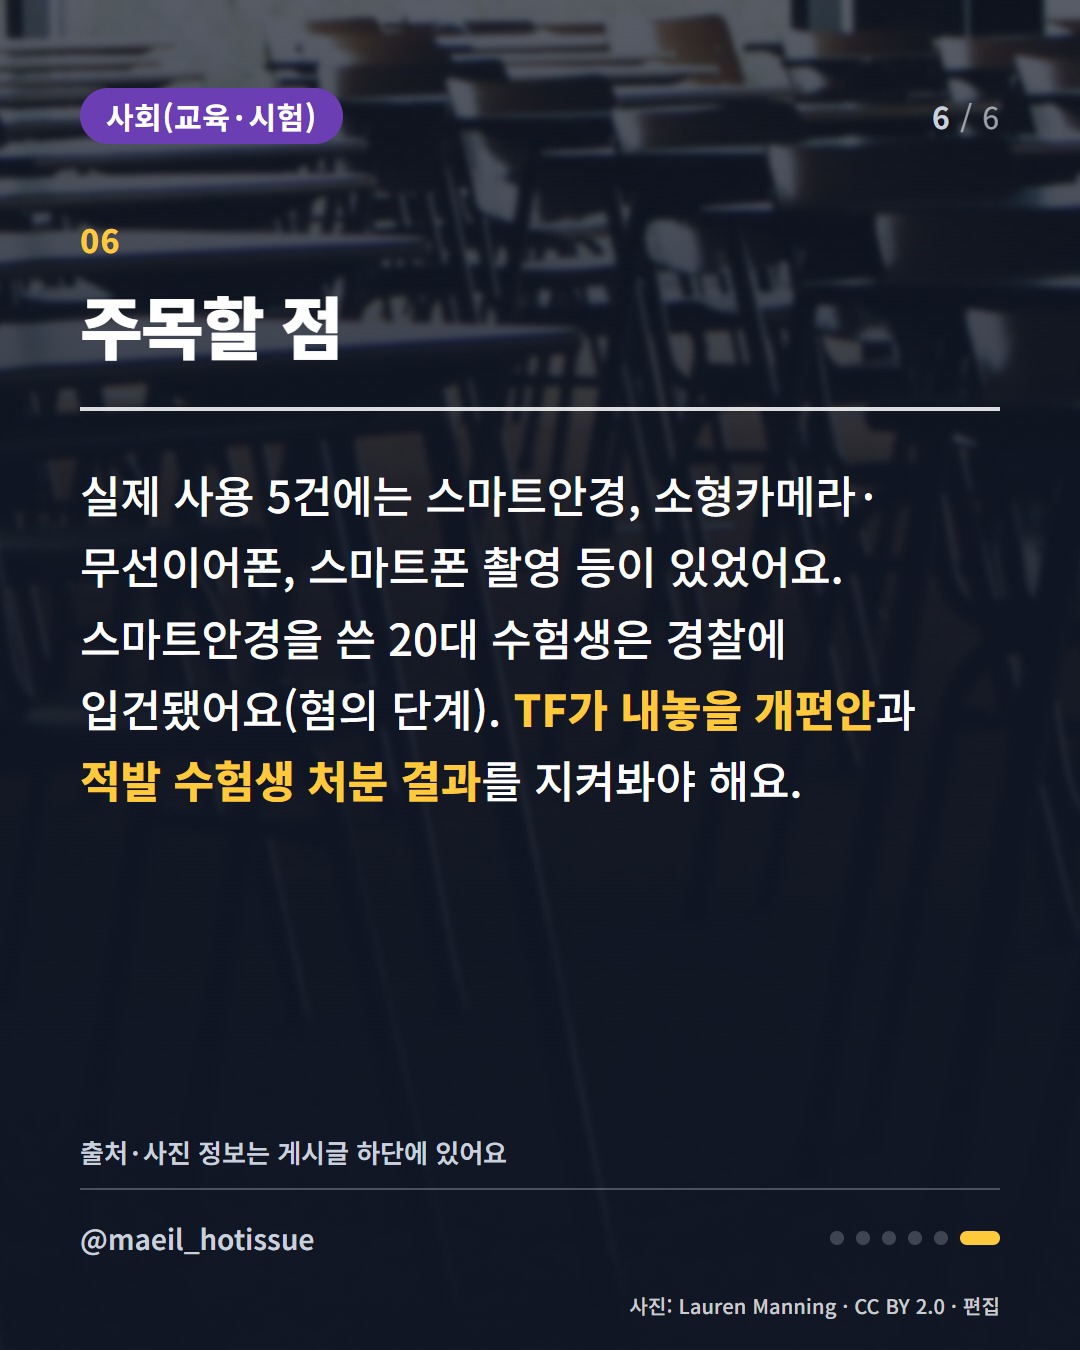 사회(교육·시험)
6 / 6
06
주목할 점
실제 사용 5건에는 스마트안경, 소형카메라·
무선이어폰, 스마트폰 촬영 등이 있었어요.
스마트안경을 쓴 20대 수험생은 경찰에
입건됐어요(혐의 단계). TF가 내놓을 개편안과
적발 수험생 처분 결과를 지켜봐야 해요.
출처·사진 정보는 게시글 하단에 있어요
@maeil_hotissue
사진: Lauren Manning · CC BY 2.0 · 편집